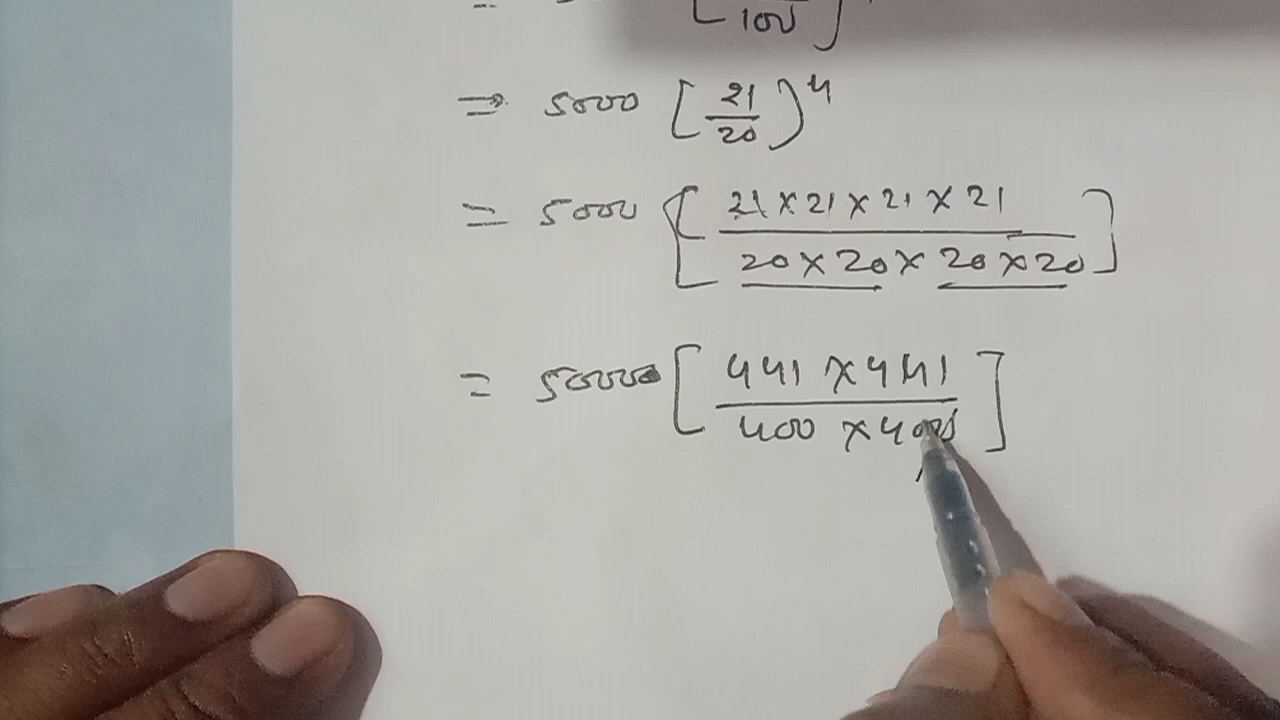 = [ 100 ]
⇒ 5000 [ 21/20 )^4
= 5000 [ 21 x 21 x 21 x 21 / 20 x 20 x 20 x 20 ]
= 5000 [ 441 x 441 / 400 x 400 ]